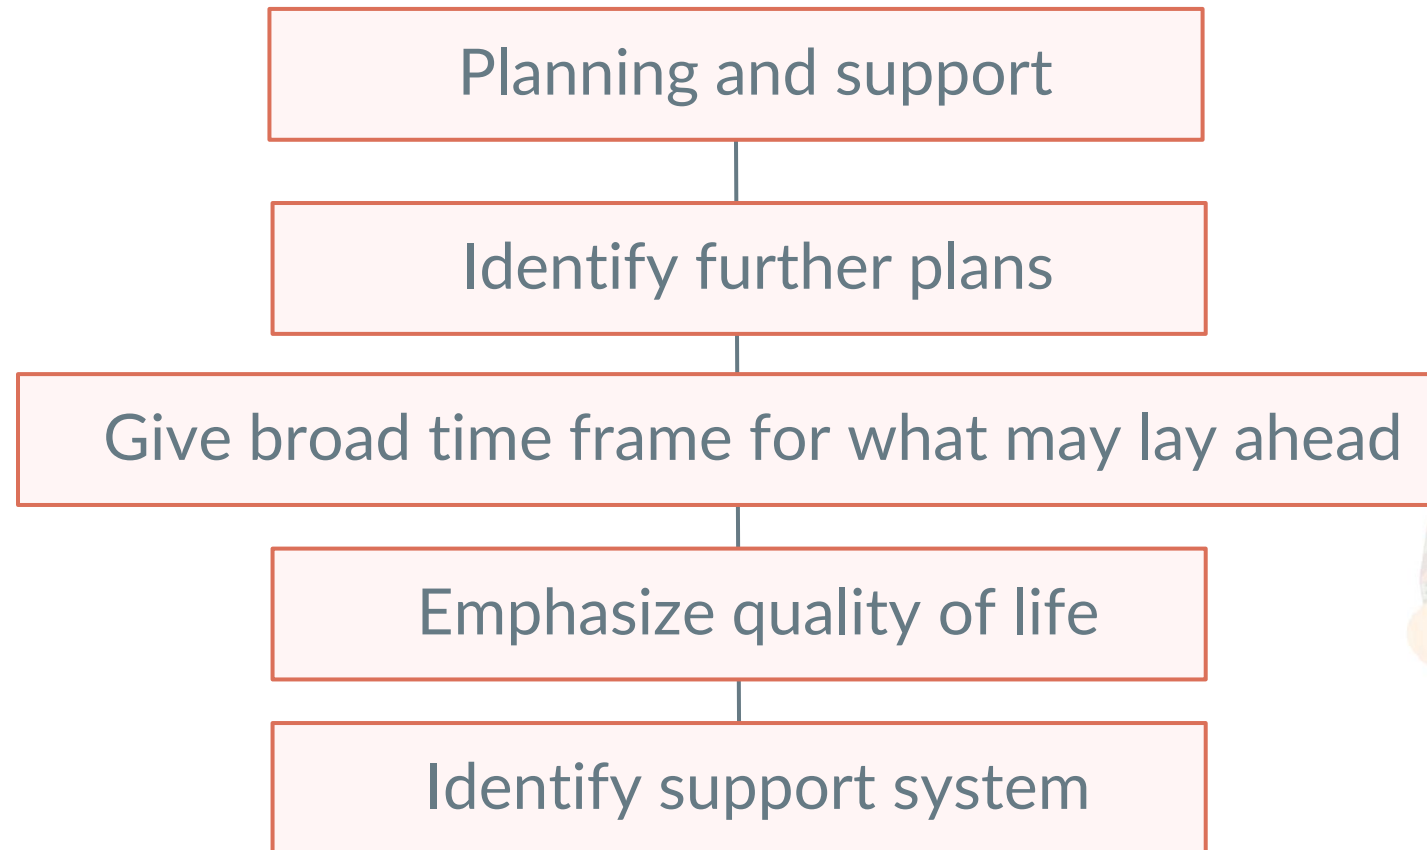 Planning and support
Identify further plans
Give broad time frame for what may lay ahead
Emphasize quality of life
Identify support system